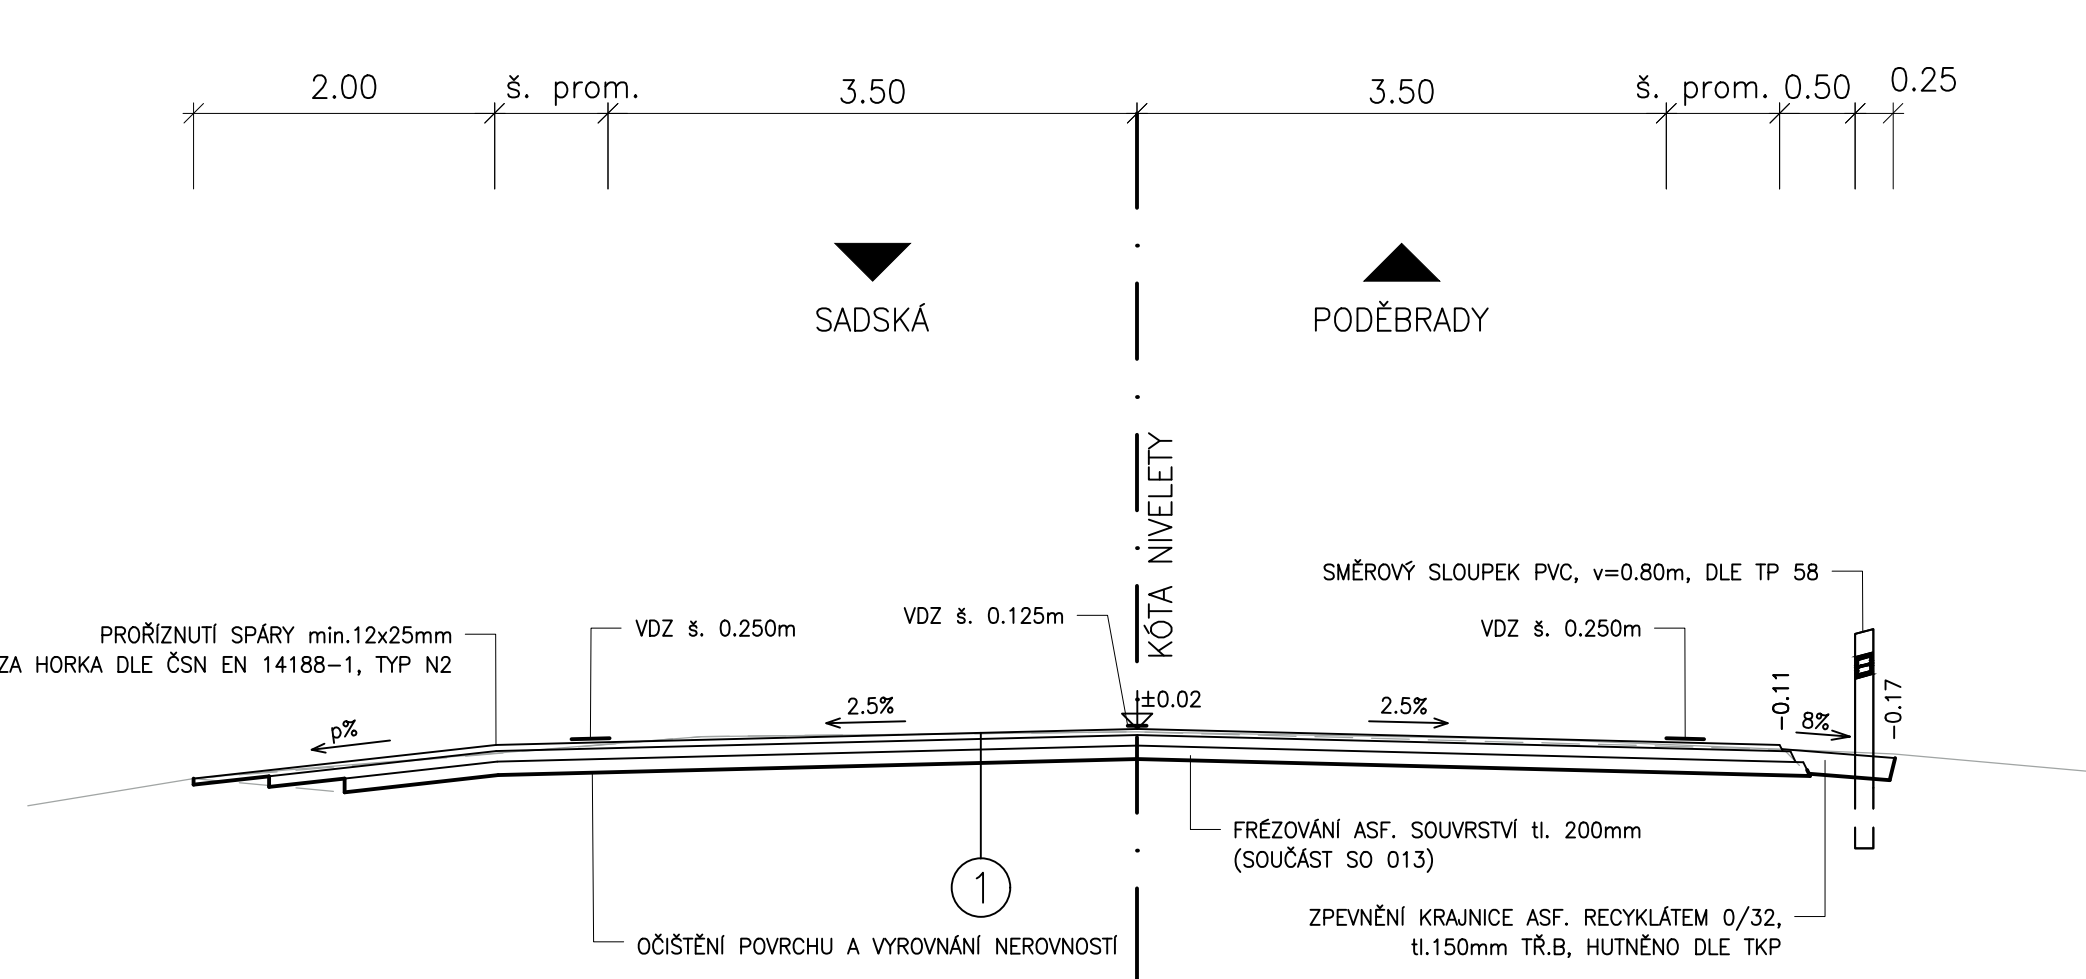 2.00
š. prom.
3.50
3.50
š. prom.
0.50
0.25
SADSKÁ
PODĚBRADY
KÓTA NIVELETY
SMĚROVÝ SLOUPEK PVC, v=0.80m, DLE TP 58
PROŘÍZNUTÍ SPÁRY min.12x25mm
ZA HORKA DLE ČSN EN 14188-1, TYP N2
VDZ š. 0.250m
VDZ š. 0.125m
VDZ š. 0.250m
p%
2.5%
±0.02
2.5%
-0.11
8%
-0.17
FRÉZOVÁNÍ ASF. SOUVRSTVÍ tl. 200mm
(SOUČÁST SO 013)
1
ZPEVNĚNÍ KRAJNICE ASF. RECYKLÁTEM 0/32,
tl.150mm TŘ.B, HUTNĚNO DLE TKP
OČIŠTĚNÍ POVRCHU A VYROVNÁNÍ NEROVNOSTÍ